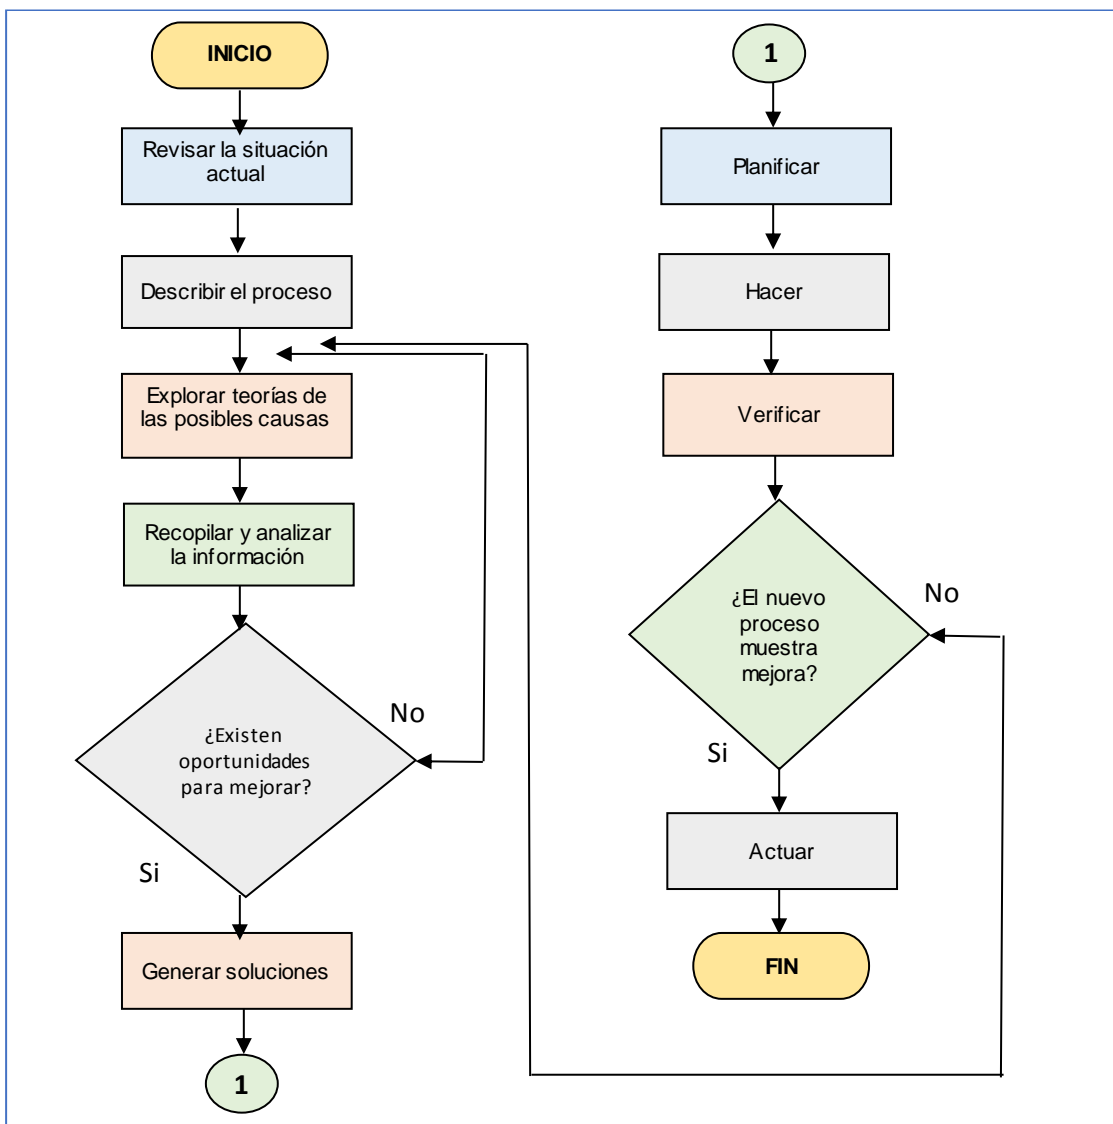 INICIO
Revisar la situación
actual
Describir el proceso
Explorar teorías de
las posibles causas
Recopilar y analizar
la información
¿Existen
oportunidades
para mejorar?
No
Si
Generar soluciones
1
1
Planificar
Hacer
Verificar
¿El nuevo
proceso
muestra
mejora?
No
Si
Actuar
FIN